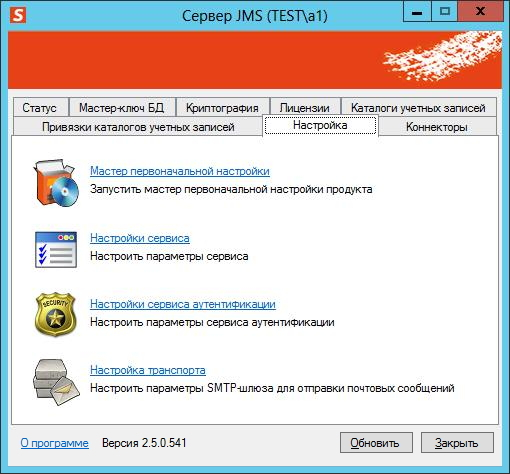 S
Сервер JMS (TEST\a1)
Статус Мастер-ключ БД Криптография Лицензии Каталоги учетных записей
Привязки каталогов учетных записей Настройка Коннекторы
Мастер первоначальной настройки
Запустить мастер первоначальной настройки продукта
Настройки сервиса
Настроить параметры сервиса
SECURITY
Настройки сервиса аутентификации
Настроить параметры сервиса аутентификации
Настройка транспорта
Настроить параметры SMTP-шлюза для отправки почтовых сообщений
О программе Версия 2.5.0.541 Обновить Закрыть